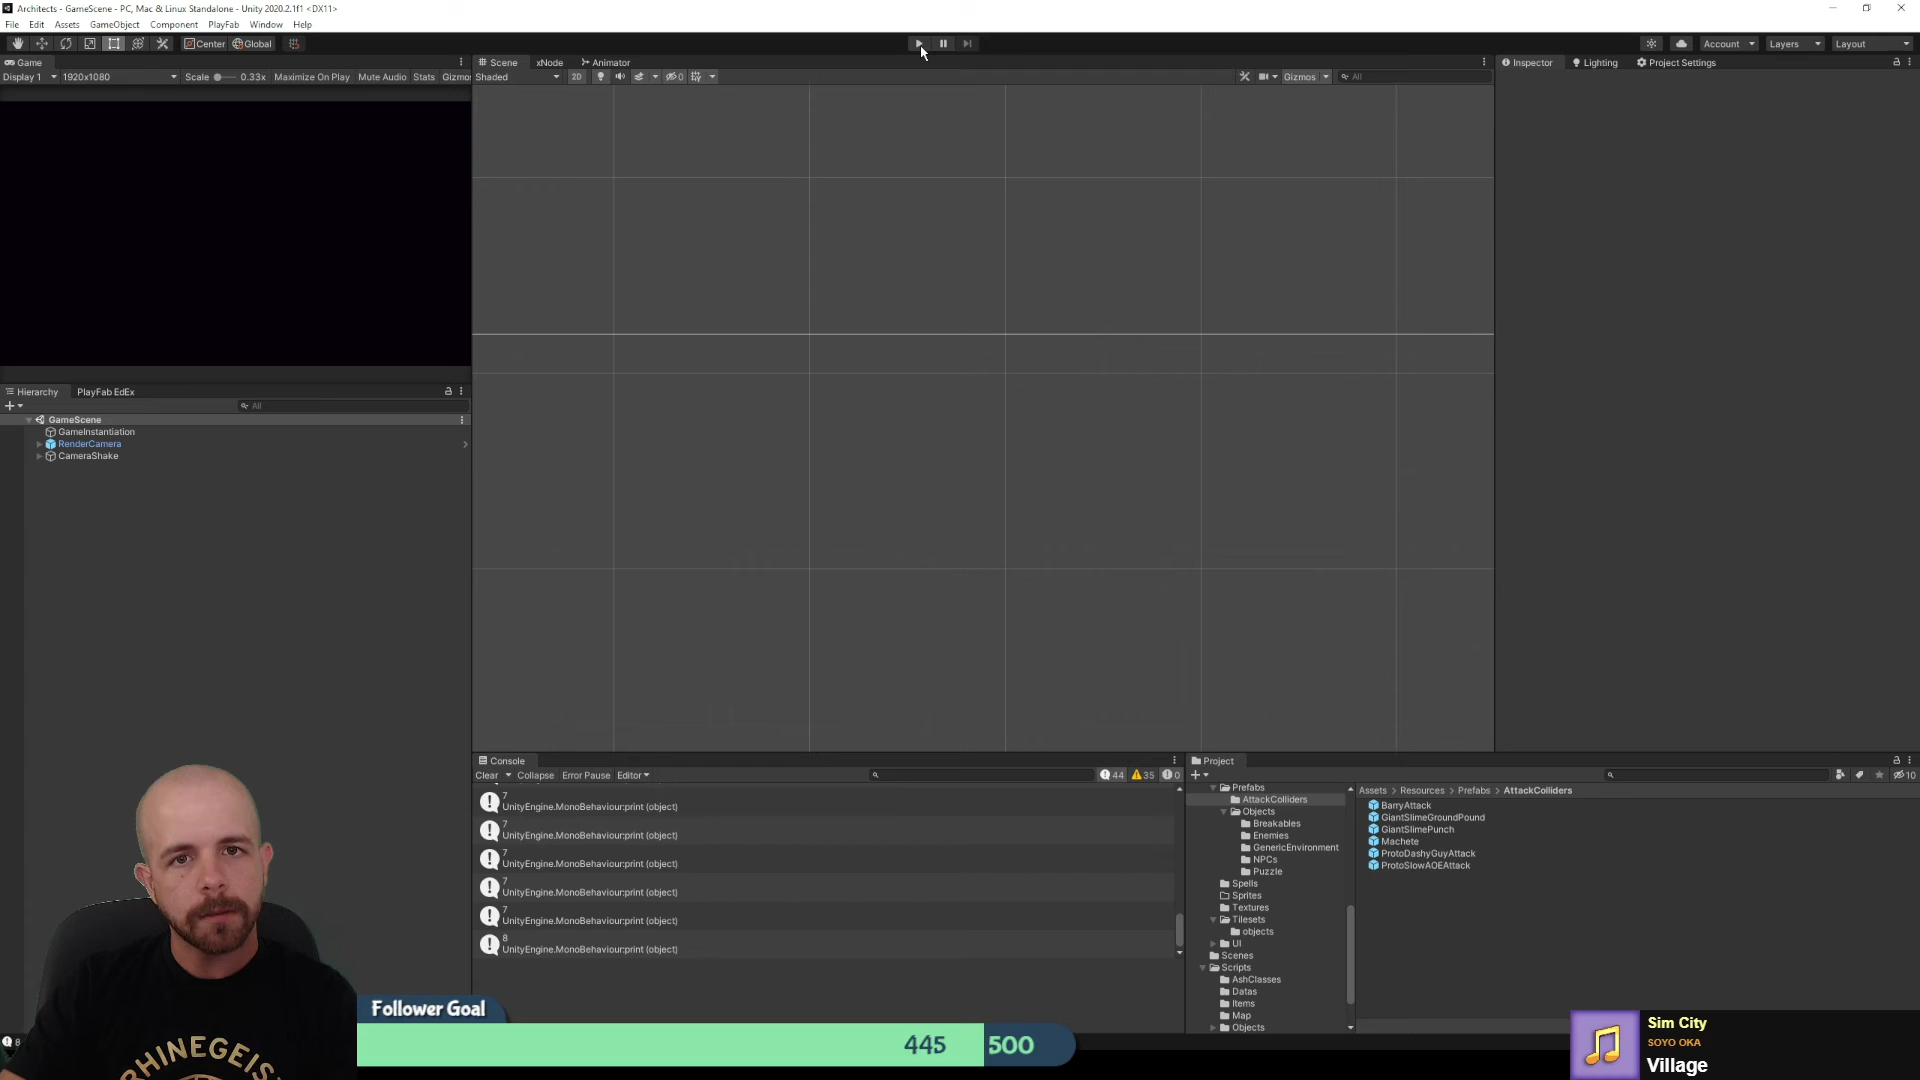 Architects - GameScene - PC, Mac & Linux Standalone - Unity 2020.2.1f1 <DX11>
File Edit Assets GameObject Component PlayFab Window Help
Center Global Account Layers Layout
Game
Display 1 1920x1080 Scale 0.33x Maximize On Play Mute Audio Stats Gizmos
Scene xNode Animator
Shaded 2D 0 Gizmos All
Inspector Lighting Project Settings
Hierarchy PlayFab EdEx
All
GameScene
GameInstantiation
RenderCamera
CameraShake
Console
Clear Collapse Error Pause Editor 44 35 0
7
UnityEngine.MonoBehaviour:print (object)
7
UnityEngine.MonoBehaviour:print (object)
7
UnityEngine.MonoBehaviour:print (object)
7
UnityEngine.MonoBehaviour:print (object)
7
UnityEngine.MonoBehaviour:print (object)
8
UnityEngine.MonoBehaviour:print (object)
Project
10
Prefabs
AttackColliders
Objects
Breakables
Enemies
GenericEnvironment
NPCs
Puzzle
Spells
Sprites
Textures
Tilesets
objects
UI
Scenes
Scripts
AshClasses
Datas
Items
Map
Objects
Assets > Resources > Prefabs > AttackColliders
BarryAttack
GiantSlimeGroundPound
GiantSlimePunch
Machete
ProtoDashyGuyAttack
ProtoSlowAOEAttack
8
RHINEGEIS
Follower Goal
445 500
Sim City
SOYO OKA
Village